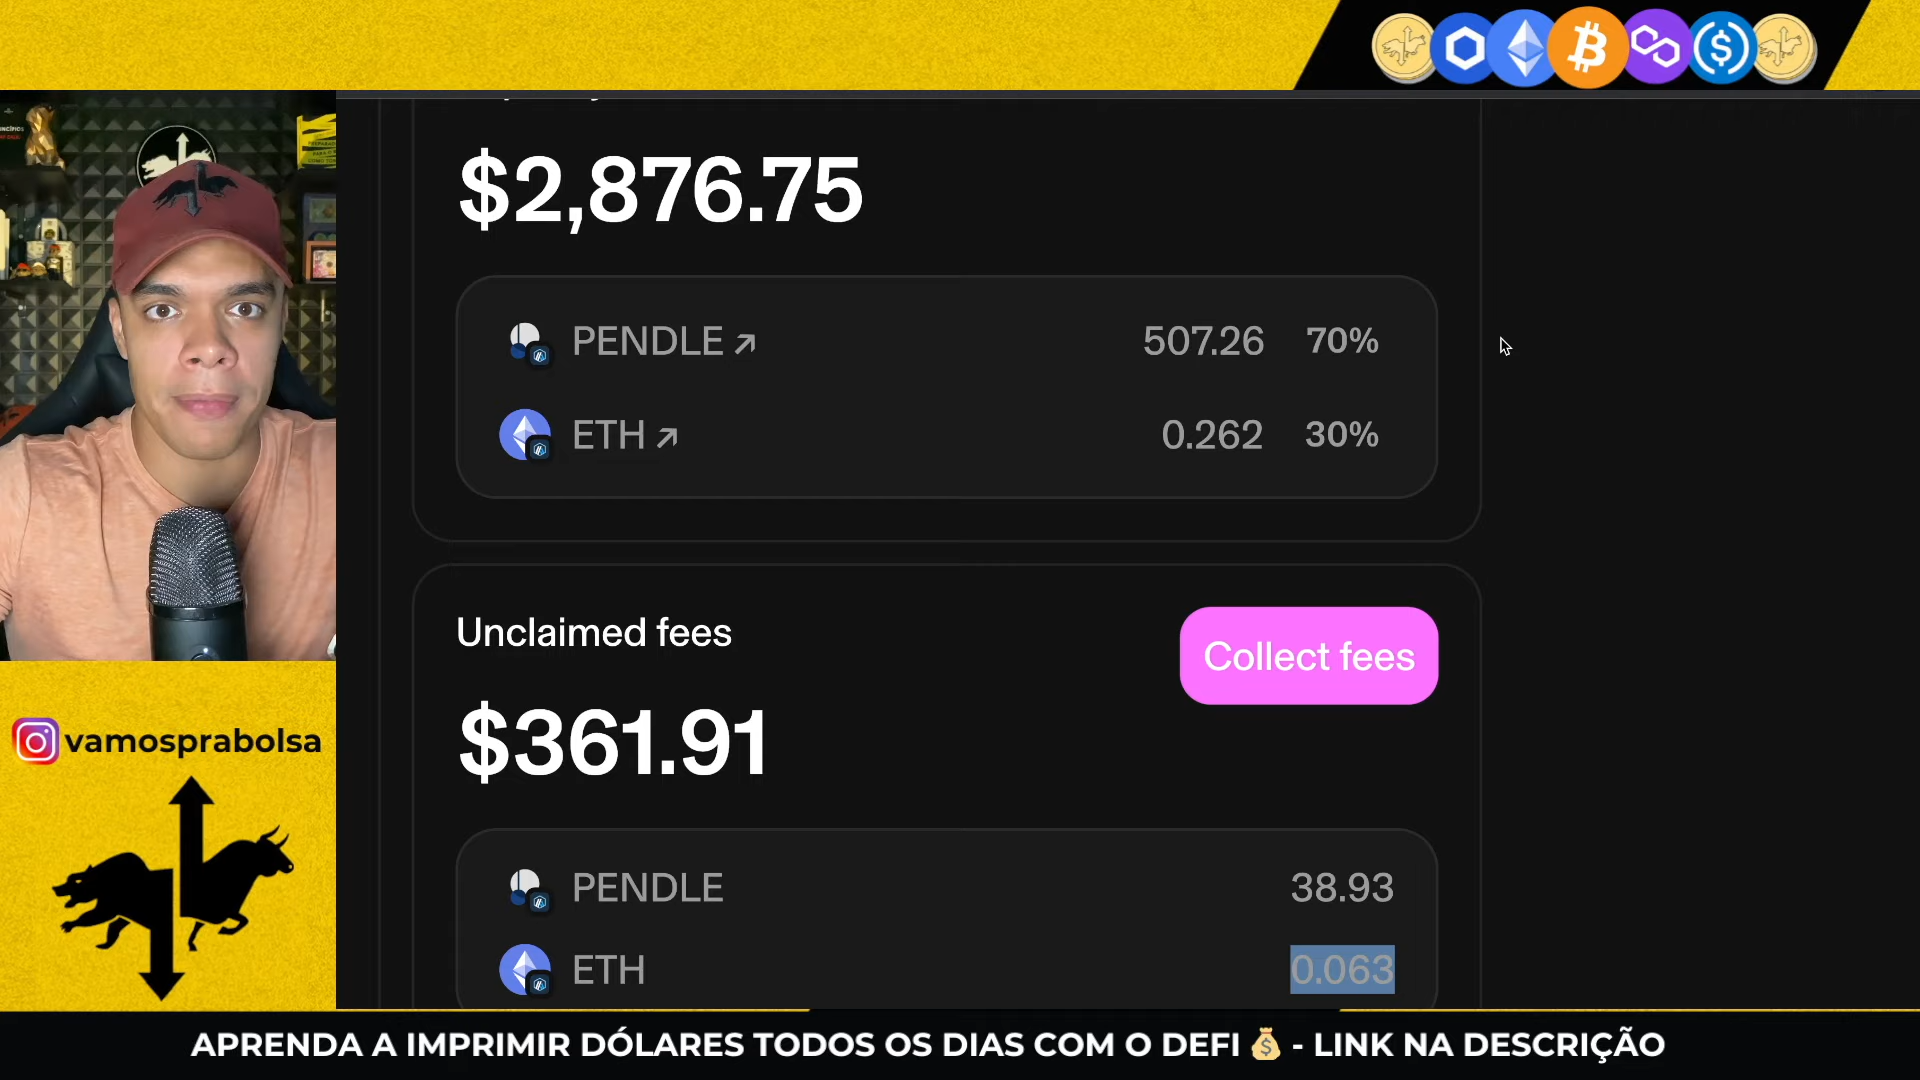 $2,876.75
PENDLE ↗ 507.26 70%
ETH ↗ 0.262 30%
Unclaimed fees
Collect fees
$361.91
PENDLE 38.93
ETH 0.063
vamosprabolsa
APRENDA A IMPRIMIR DÓLARES TODOS OS DIAS COM O DEFI 💰 - LINK NA DESCRIÇÃO